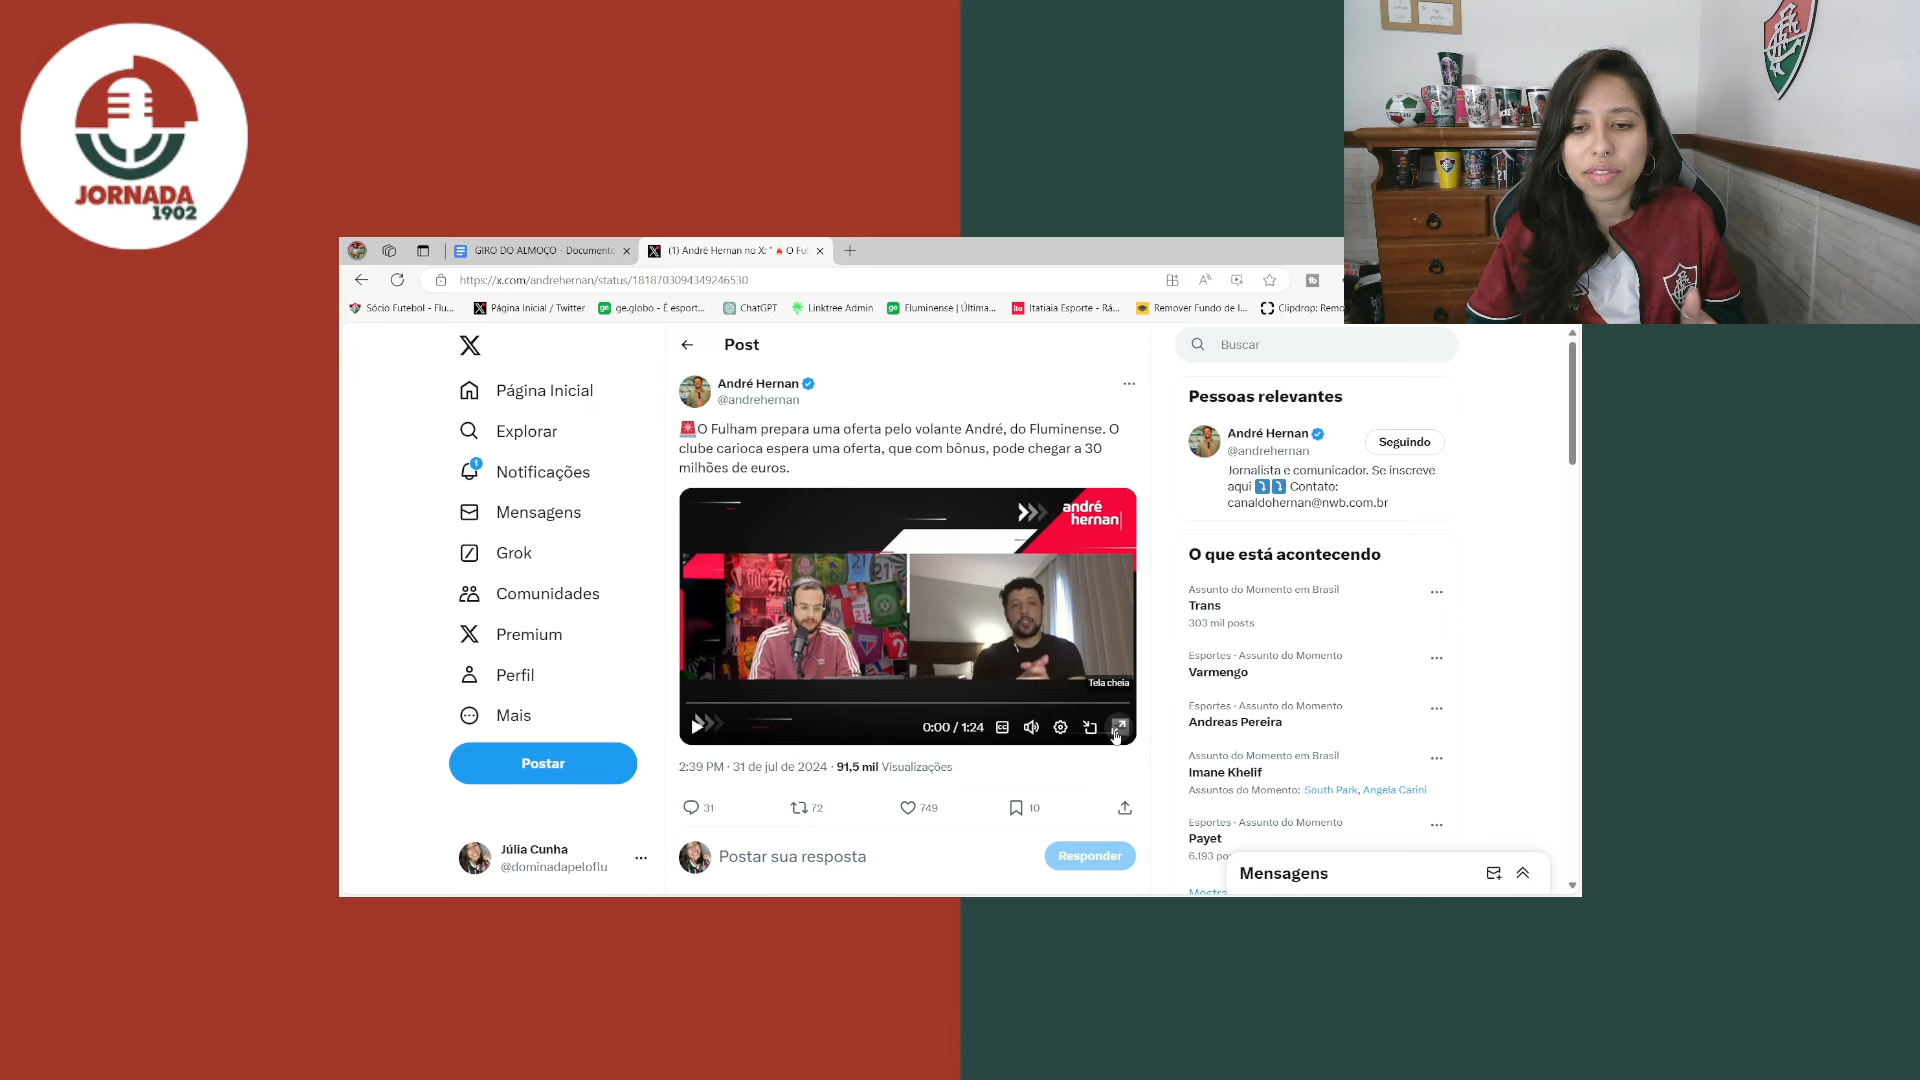 JORNADA
1902
GIRO DO ALMOÇO - Documento
(1) André Hernan no X: "🚨O Ful
https://x.com/andrehernan/status/1818703094349246530
Sócio Futebol - Flu...
Página Inicial / Twitter
ge.globo - É esport...
ChatGPT
Linktree Admin
Fluminense | Última...
Itatiaia Esporte - Rá...
Remover Fundo de I...
Clipdrop: Remo
Página Inicial
Explorar
1
Notificações
Mensagens
Grok
Comunidades
Premium
Perfil
Mais
Postar
Júlia Cunha
@dominadapeloflu
Post
André Hernan
@andrehernan
🚨O Fulham prepara uma oferta pelo volante André, do Fluminense. O
clube carioca espera uma oferta, que com bônus, pode chegar a 30
milhões de euros.
andré
hernan
Tela cheia
0:00 / 1:24
2:39 PM · 31 de jul de 2024 · 91,5 mil Visualizações
31
72
749
10
Postar sua resposta
Responder
Buscar
Pessoas relevantes
André Hernan
@andrehernan
Seguindo
Jornalista e comunicador. Se inscreve
aqui ⤵️⤵️ Contato:
canaldohernan@nwb.com.br
O que está acontecendo
Assunto do Momento em Brasil
Trans
303 mil posts
Esportes · Assunto do Momento
Varmengo
Esportes · Assunto do Momento
Andreas Pereira
Assunto do Momento em Brasil
Imane Khelif
Assuntos do Momento: South Park, Angela Carini
Esportes · Assunto do Momento
Payet
6.193 po
Mostra
Mensagens